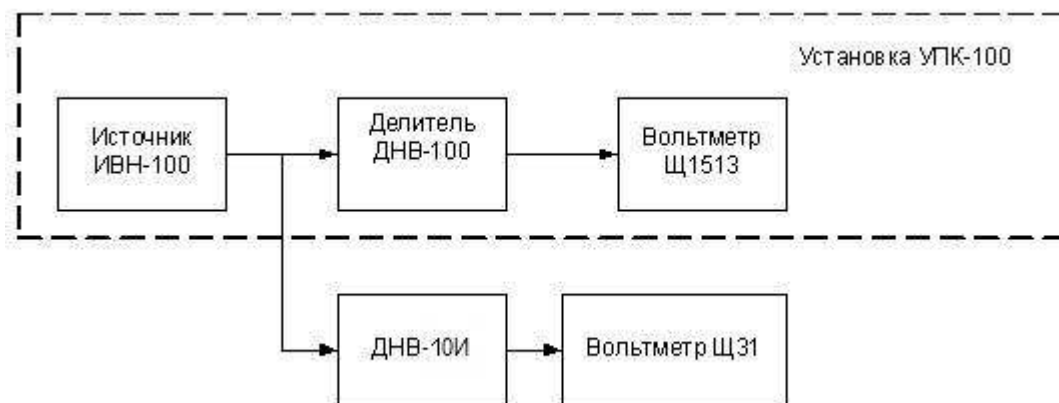 Установка УПК-100
Источник
ИВН-100
Делитель
ДНВ-100
Вольтметр
Щ1513
ДНВ-10И
Вольтметр Щ31